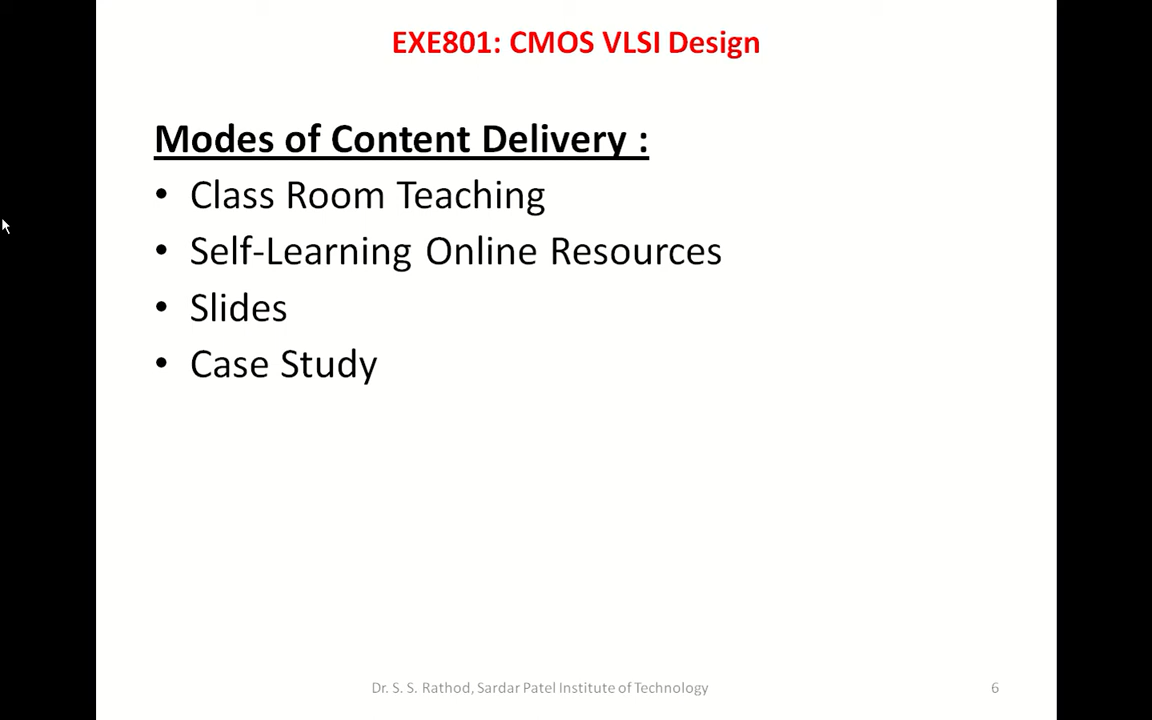 EXE801: CMOS VLSI Design
Modes of Content Delivery :
• Class Room Teaching
• Self-Learning Online Resources
• Slides
• Case Study
Dr. S. S. Rathod, Sardar Patel Institute of Technology
6